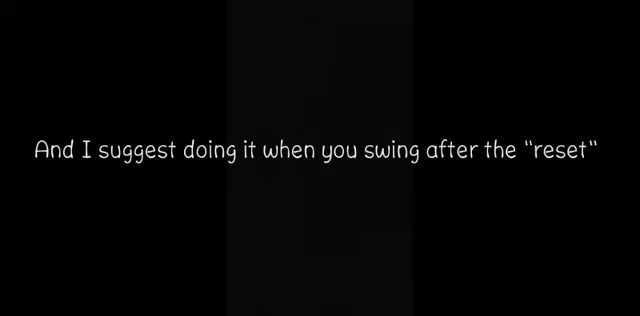 And I suggest doing it when you swing after the "reset"